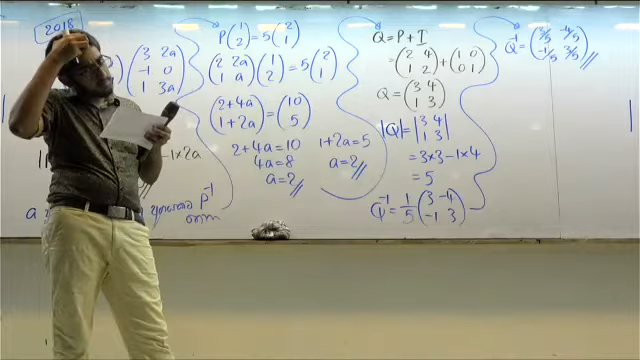 2018
(3 2a)
(-1 0)
(1 3a)
-1×2a
a
P⁻¹
P(1 2) = 5(2 1)
(2 2a; 1 a)(1; 2) = 5(2; 1)
(2+4a; 1+2a) = (10; 5)
2+4a=10 1+2a=5
4a=8 a=2//
a=2//
Q = P+I
= (2 4; 1 2) + (1 0; 0 1)
Q = (3 4; 1 3)
|Q| = |3 4; 1 3|
= 3×3-1×4
= 5
Q⁻¹ = 1/5 (3 -4; -1 3)
Q⁻¹ = (3/5 -4/5; -1/5 3/5)//